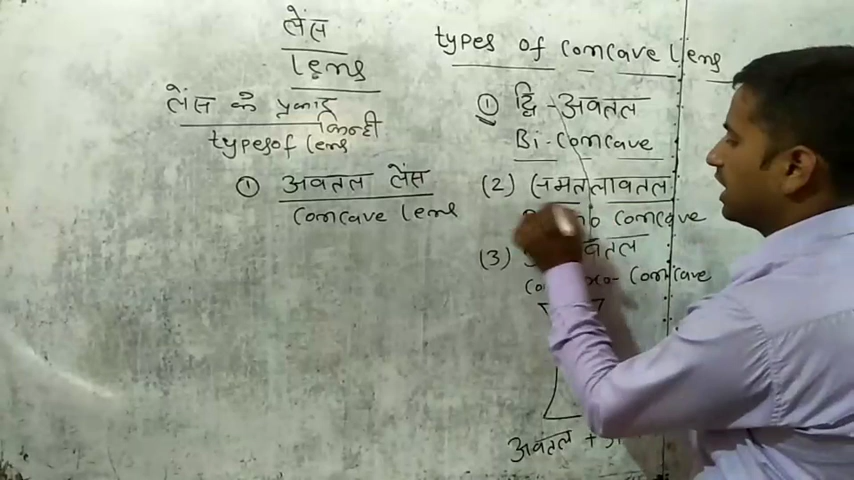 लेंस
lens
लेंस के प्रकार
types of lens
① अवतल लेंस
concave lens
types of concave lens
① द्वि-अवतल
Bi-concave
(2) समतलावतल
concave
(3)
concave
अवतल +